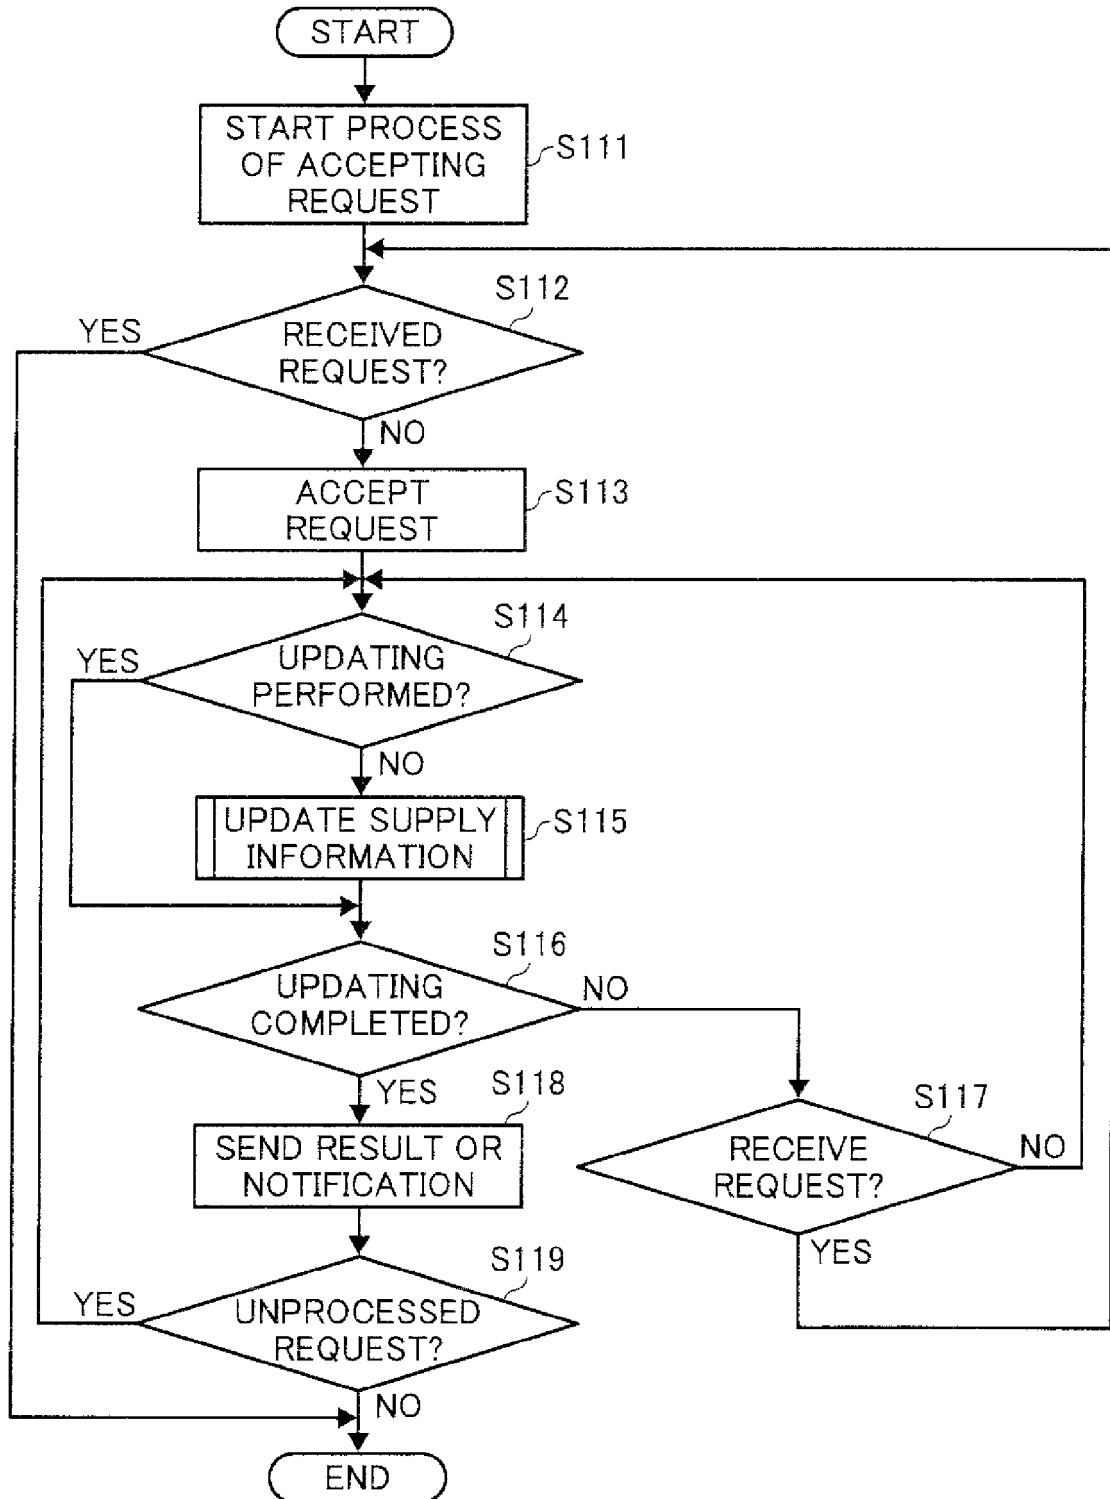 START
START PROCESS
OF ACCEPTING
REQUEST
S111
S112
YES
RECEIVED
REQUEST?
NO
ACCEPT
REQUEST
S113
S114
YES
UPDATING
PERFORMED?
NO
UPDATE SUPPLY
INFORMATION
S115
S116
UPDATING
COMPLETED?
NO
YES
S118
SEND RESULT OR
NOTIFICATION
S117
RECEIVE
REQUEST?
NO
YES
S119
YES
UNPROCESSED
REQUEST?
NO
END